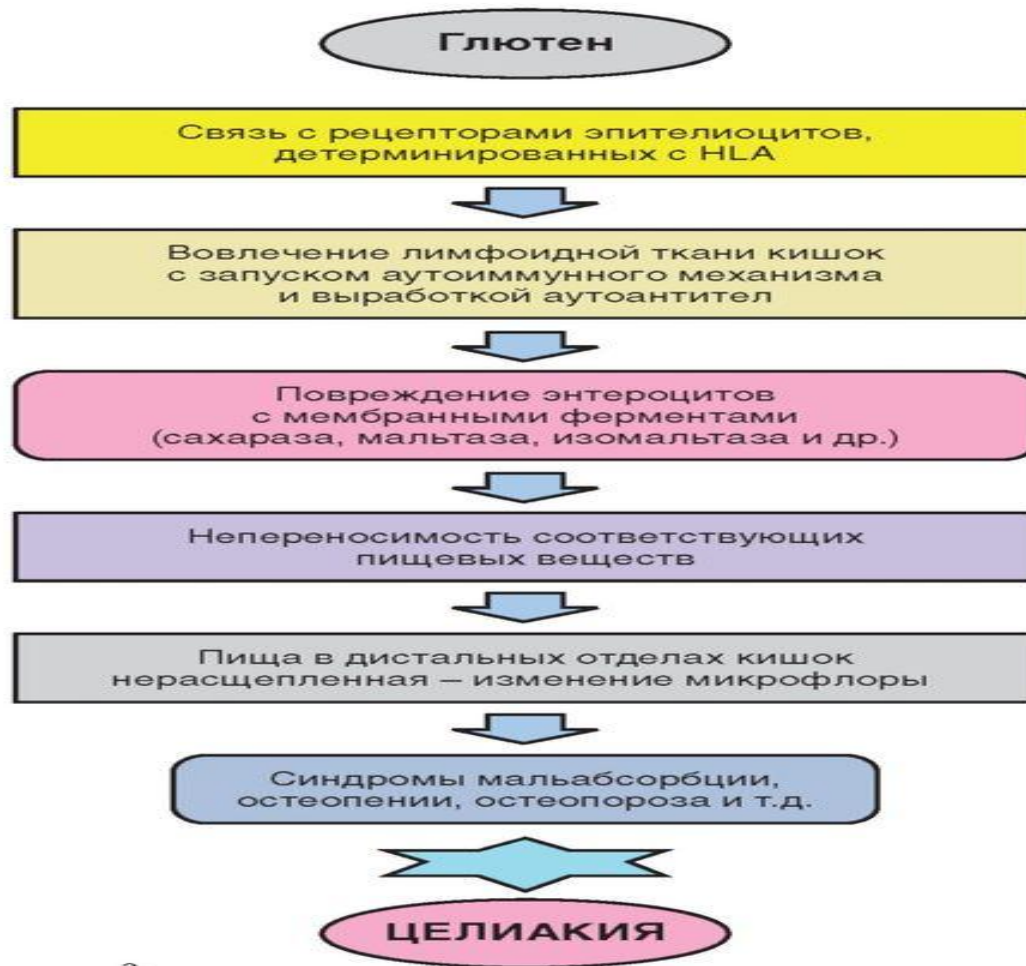 Глютен
Связь с рецепторами эпителиоцитов,
детерминированных с HLA
Вовлечение лимфоидной ткани кишок
с запуском аутоиммунного механизма
и выработкой аутоантител
Повреждение энтероцитов
с мембранными ферментами
(сахараза, мальтаза, изомальтаза и др.)
Непереносимость соответствующих
пищевых веществ
Пища в дистальных отделах кишок
нерасщепленная – изменение микрофлоры
Синдромы мальабсорбции,
остеопении, остеопороза и т.д.
ЦЕЛИАКИЯ